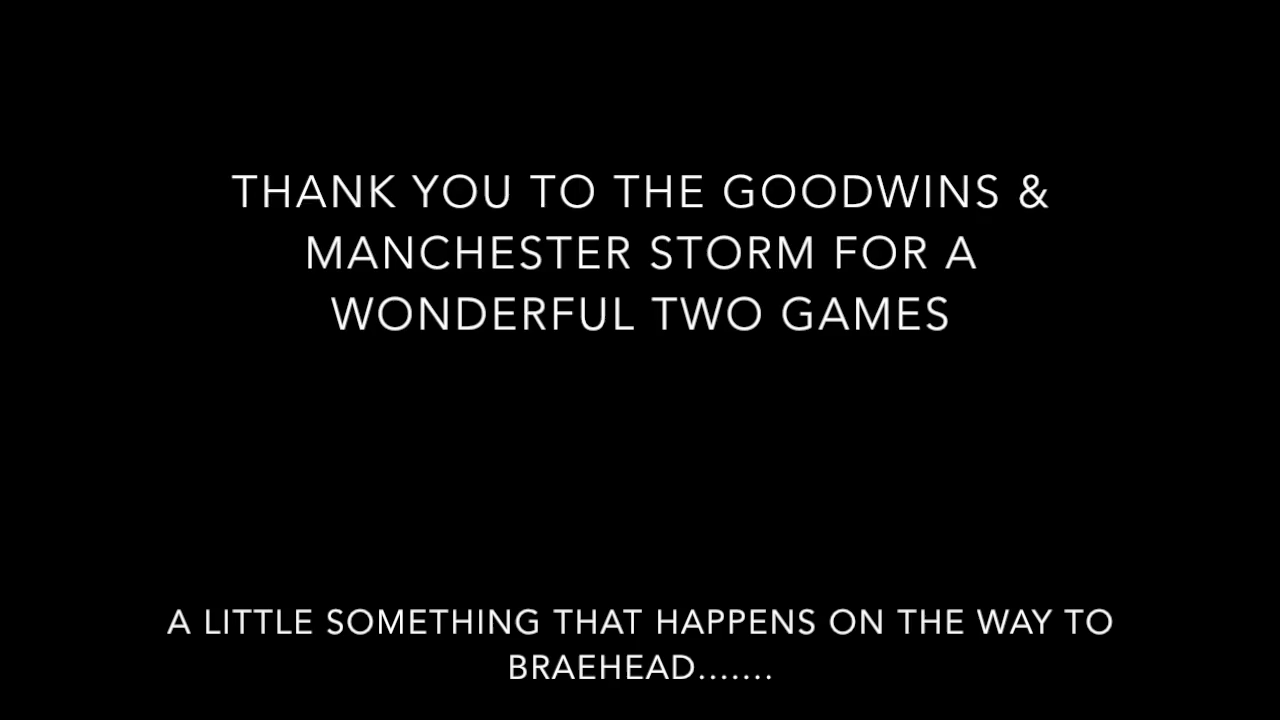 THANK YOU TO THE GOODWINS &
MANCHESTER STORM FOR A
WONDERFUL TWO GAMES
A LITTLE SOMETHING THAT HAPPENS ON THE WAY TO
BRAEHEAD.......